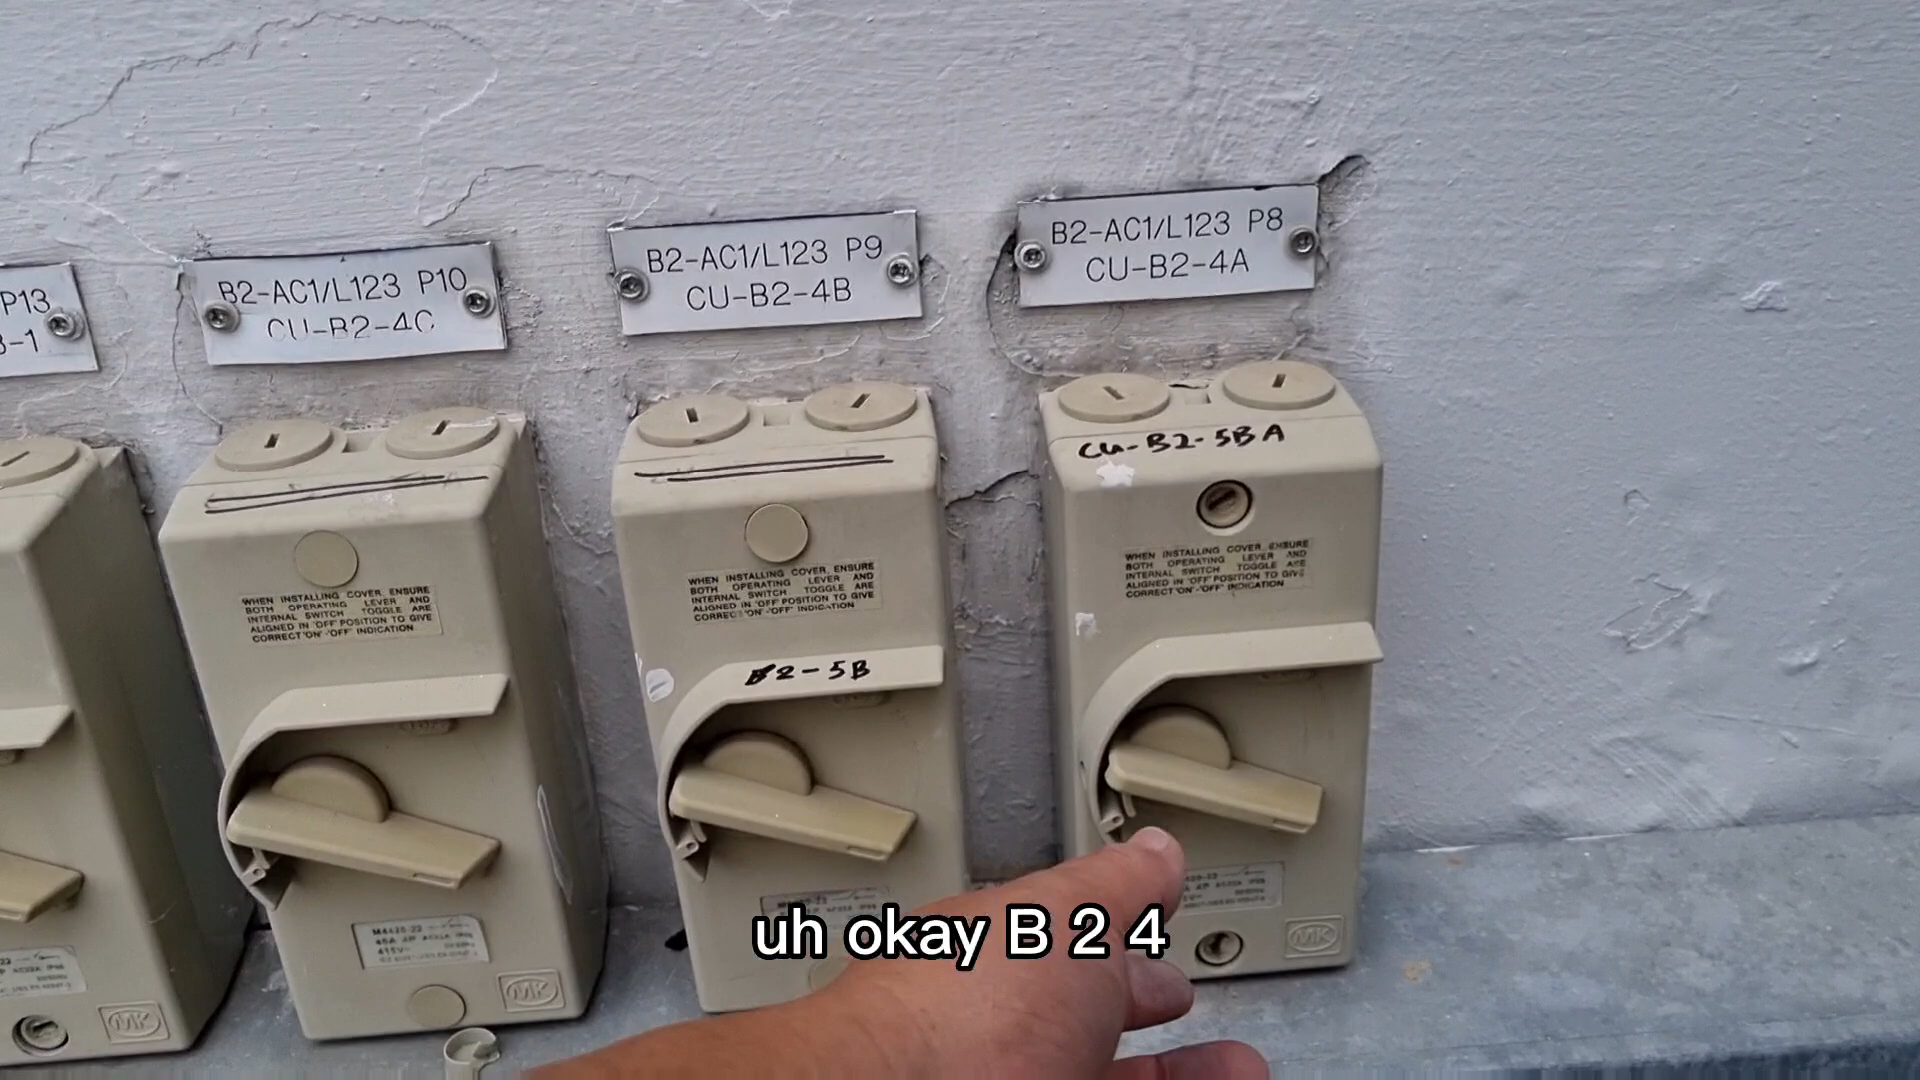 P13
B2-AC1/L123 P10
CU-B2-4C
B2-AC1/L123 P9
CU-B2-4B
B2-AC1/L123 P8
CU-B2-4A
CU-B2-5BA
WHEN INSTALLING COVER, ENSURE
BOTH OPERATING LEVER AND
INTERNAL SWITCH TOGGLE ARE
ALIGNED IN 'OFF' POSITION TO GIVE
CORRECT 'ON'-'OFF' INDICATION
WHEN INSTALLING COVER, ENSURE
BOTH OPERATING LEVER AND
INTERNAL SWITCH TOGGLE ARE
ALIGNED IN 'OFF' POSITION TO GIVE
CORRECT 'ON'-'OFF' INDICATION
WHEN INSTALLING COVER, ENSURE
BOTH OPERATING LEVER AND
INTERNAL SWITCH TOGGLE ARE
ALIGNED IN 'OFF' POSITION TO GIVE
CORRECT 'ON'-'OFF' INDICATION
B2-5B
415V~
MK
MK
MK
uh okay B 2 4